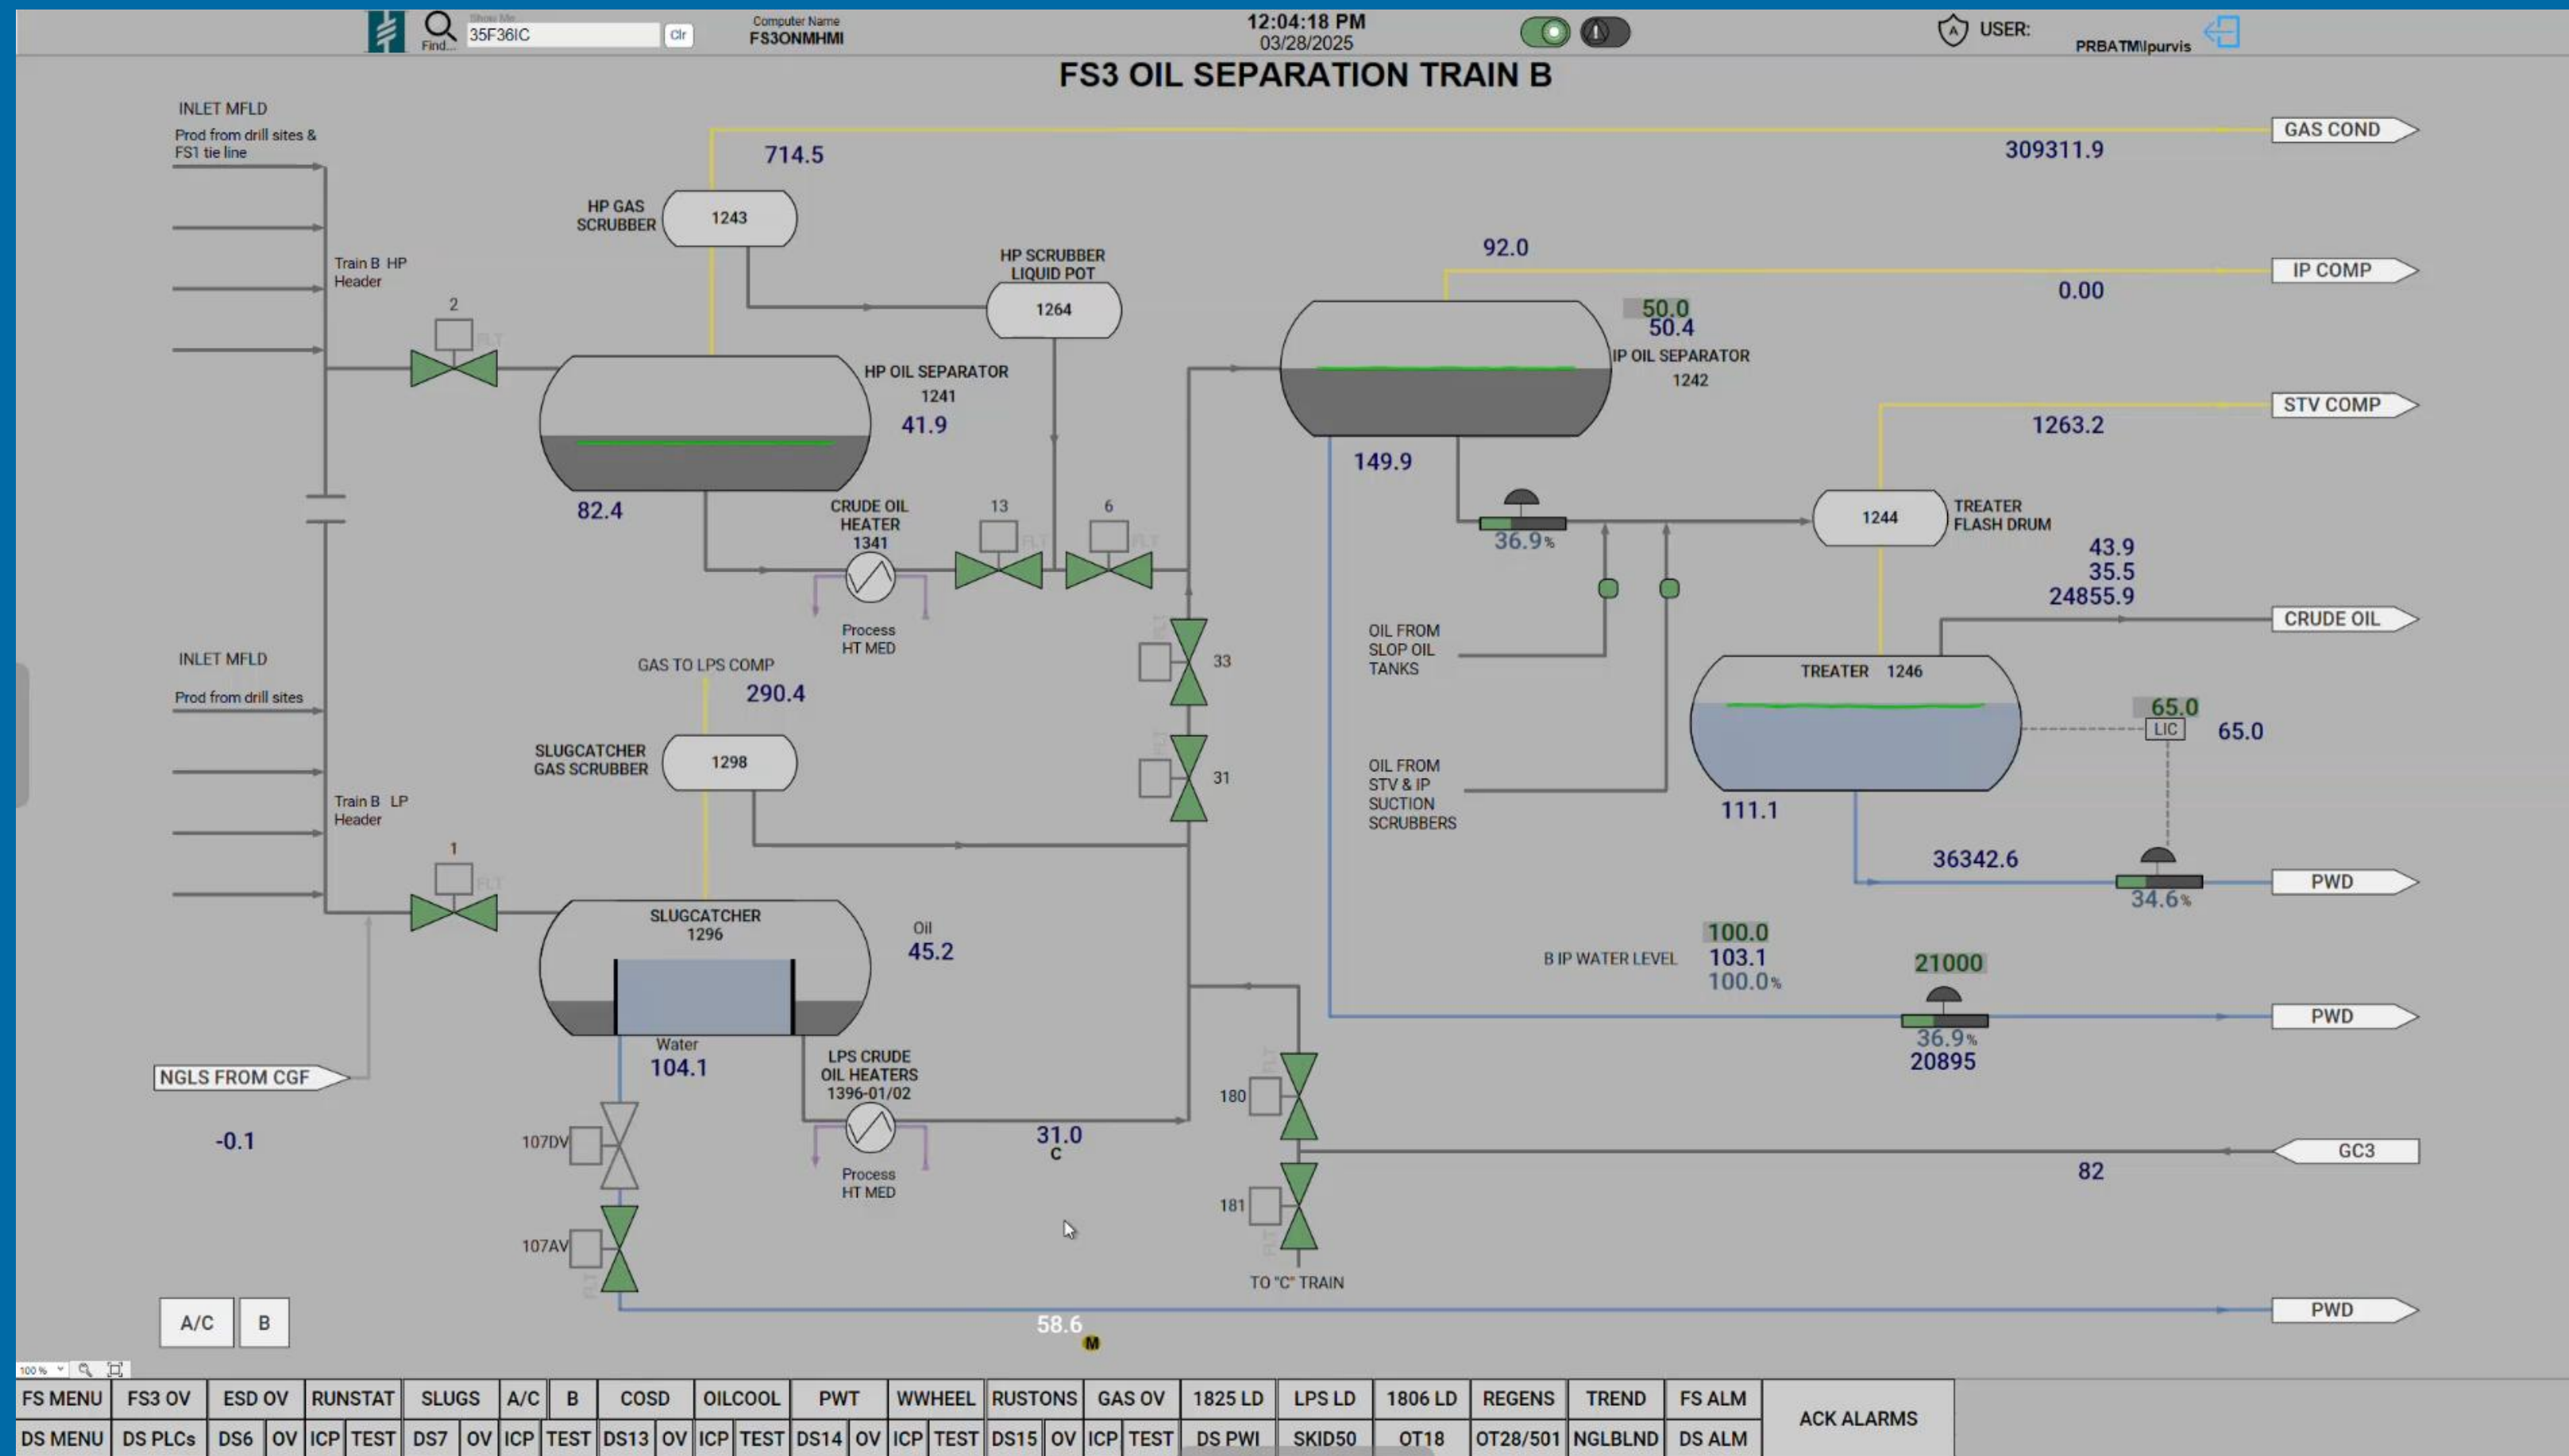 Show Me...
Find...
35F36IC
Clr
Computer Name
FS3ONMHMI
12:04:18 PM
03/28/2025
A
USER:
PRBATM\lpurvis
FS3 OIL SEPARATION TRAIN B
INLET MFLD
Prod from drill sites &
FS1 tie line
Train B HP
Header
2
FLT
HP GAS
SCRUBBER
1243
714.5
309311.9
GAS COND
HP SCRUBBER
LIQUID POT
1264
92.0
IP COMP
0.00
50.0
50.4
IP OIL SEPARATOR
1242
149.9
HP OIL SEPARATOR
1241
41.9
82.4
CRUDE OIL
HEATER
1341
13
FLT
6
FLT
Process
HT MED
36.9%
STV COMP
1263.2
1244
TREATER
FLASH DRUM
43.9
35.5
24855.9
CRUDE OIL
OIL FROM
SLOP OIL
TANKS
OIL FROM
STV & IP
SUCTION
SCRUBBERS
TREATER 1246
65.0
LIC
65.0
111.1
36342.6
34.6%
PWD
FLT
33
FLT
31
INLET MFLD
Prod from drill sites
Train B LP
Header
1
FLT
GAS TO LPS COMP
290.4
SLUGCATCHER
GAS SCRUBBER
1298
SLUGCATCHER
1296
Oil
45.2
Water
104.1
LPS CRUDE
OIL HEATERS
1396-01/02
Process
HT MED
31.0
C
B IP WATER LEVEL
100.0
103.1
100.0%
21000
36.9%
20895
PWD
NGLS FROM CGF
-0.1
107DV
107AV
FLT
FLT
180
181
FLT
TO "C" TRAIN
GC3
82
PWD
58.6
M
A/C
B
100 %
FS MENU
FS3 OV
ESD OV
RUNSTAT
SLUGS
A/C
B
COSD
OILCOOL
PWT
WWHEEL
RUSTONS
GAS OV
1825 LD
LPS LD
1806 LD
REGENS
TREND
FS ALM
ACK ALARMS
DS MENU
DS PLCs
DS6
OV
ICP
TEST
DS7
OV
ICP
TEST
DS13
OV
ICP
TEST
DS14
OV
ICP
TEST
DS15
OV
ICP
TEST
DS PWI
SKID50
OT18
OT28/501
NGLBLND
DS ALM